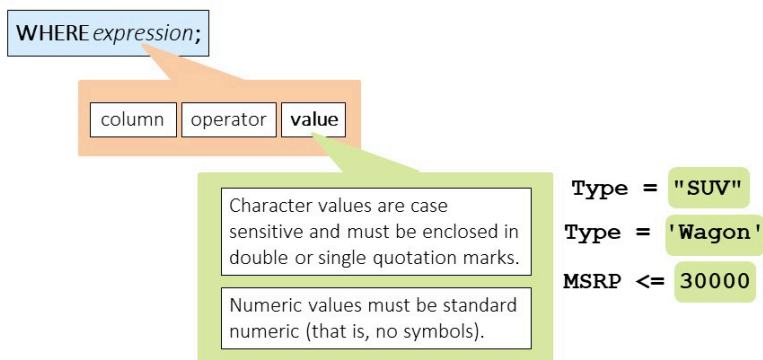 WHERE expression;
column operator value
Character values are case
sensitive and must be enclosed in
double or single quotation marks.
Numeric values must be standard
numeric (that is, no symbols).
Type = "SUV"
Type = 'Wagon'
MSRP <= 30000